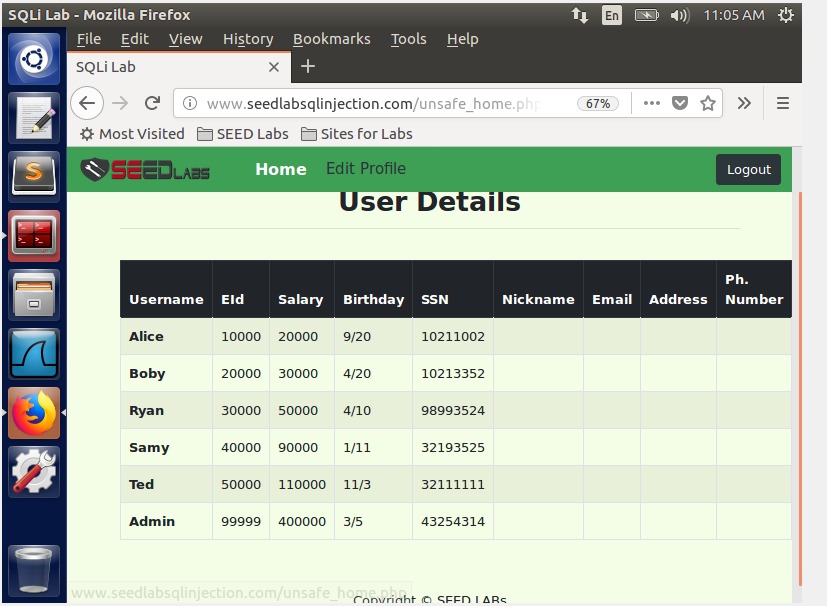 SQLi Lab - Mozilla Firefox
En
11:05 AM
File Edit View History Bookmarks Tools Help
SQLi Lab
www.seedlabsqlinjection.com/unsafe_home.php
67%
Most Visited SEED Labs Sites for Labs
SEEDLABS Home Edit Profile Logout
User Details
Username EId Salary Birthday SSN Nickname Email Address Ph. Number
Alice 10000 20000 9/20 10211002
Boby 20000 30000 4/20 10213352
Ryan 30000 50000 4/10 98993524
Samy 40000 90000 1/11 32193525
Ted 50000 110000 11/3 32111111
Admin 99999 400000 3/5 43254314
www.seedlabsqlinjection.com/unsafe_home.php
Copyright © SEED LABs